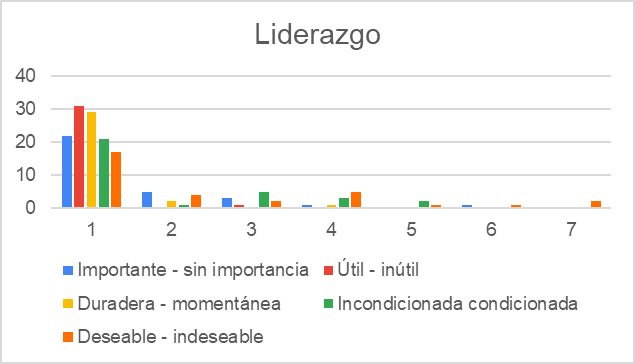 Liderazgo
40
30
20
10
0
1 2 3 4 5 6 7
Importante - sin importancia Útil - inútil
Duradera - momentánea Incondicionada condicionada
Deseable - indeseable